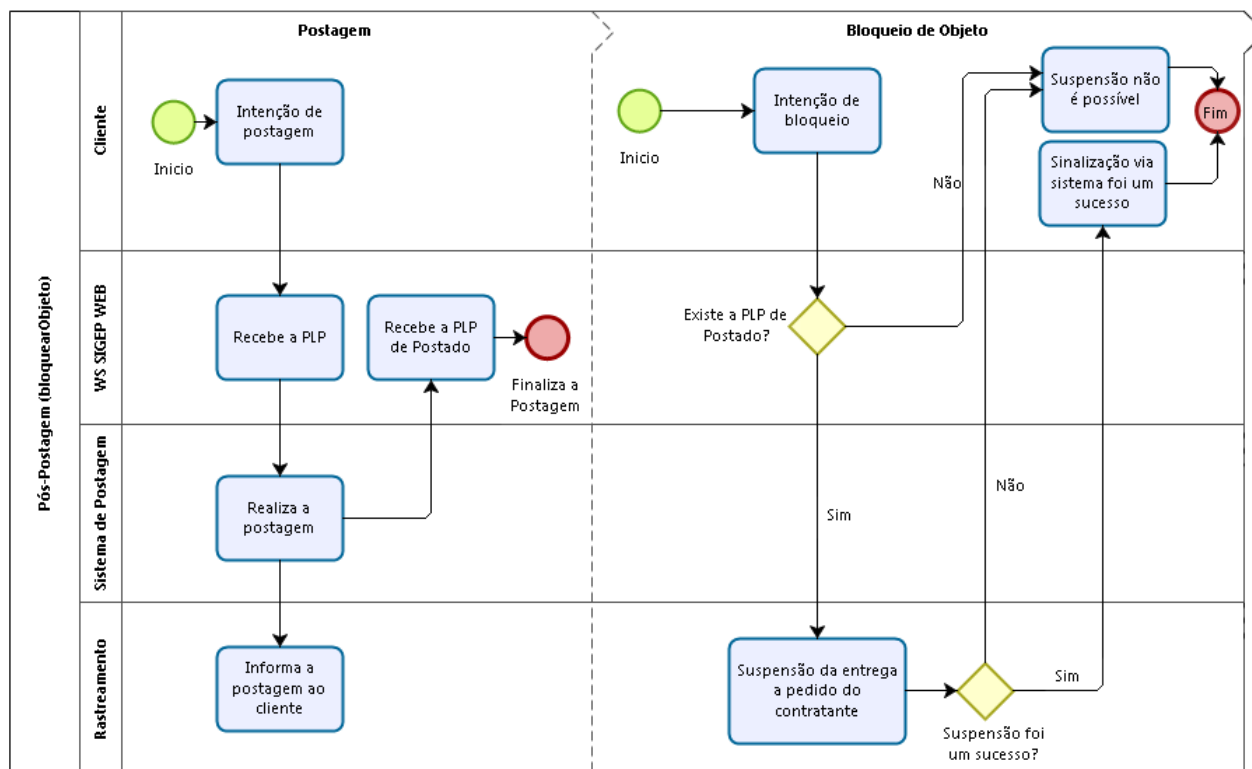 Pós-Postagem (bloquearObjeto)
Postagem
Bloqueio de Objeto
Cliente
Inicio
Intenção de
postagem
Inicio
Intenção de
bloqueio
Suspensão não
é possível
Fim
Sinalização via
sistema foi um
sucesso
Não
WS SIGEP WEB
Recebe a PLP
Recebe a PLP
de Postado
Finaliza a
Postagem
Existe a PLP de
Postado?
Sistema de Postagem
Realiza a
postagem
Sim
Não
Rastreamento
Informa a
postagem ao
cliente
Suspensão da entrega
a pedido do
contratante
Sim
Suspensão foi
um sucesso?